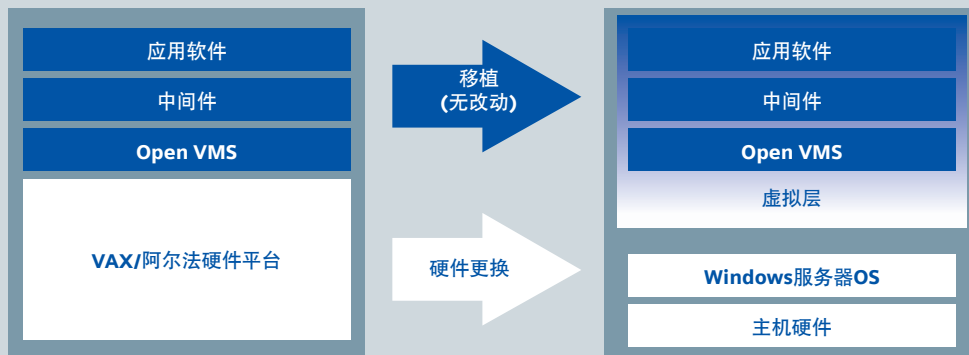 应用软件
中间件
Open VMS
VAX/阿尔法硬件平台
移植
(无改动)
硬件更换
应用软件
中间件
Open VMS
虚拟层
Windows服务器OS
主机硬件